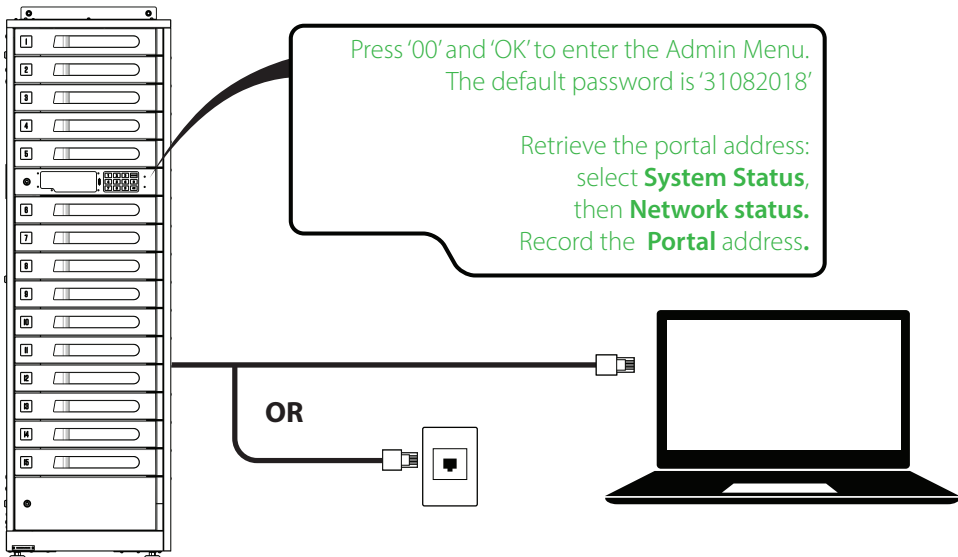 Press ‘00’ and ‘OK’ to enter the Admin Menu.
The default password is ‘31082018’
Retrieve the portal address:
select System Status,
then Network status.
Record the Portal address.
1
2
3
4
5
6
7
8
9
10
11
12
13
14
15
OR